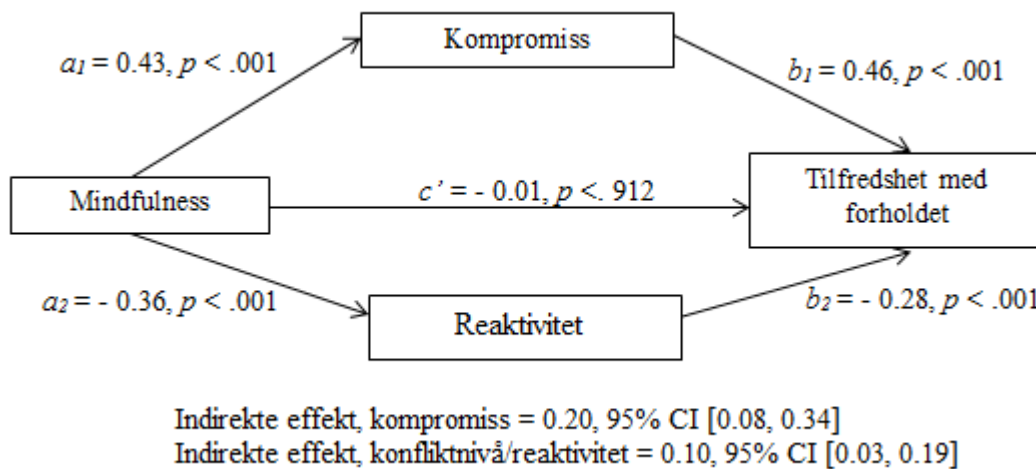 Kompromiss
a1 = 0.43, p < .001
b1 = 0.46, p < .001
Mindfulness
c’ = - 0.01, p <. 912
Tilfredshet med
forholdet
a2 = - 0.36, p < .001
Reaktivitet
b2 = - 0.28, p < .001
Indirekte effekt, kompromiss = 0.20, 95% CI [0.08, 0.34]
Indirekte effekt, konfliktnivå/reaktivitet = 0.10, 95% CI [0.03, 0.19]